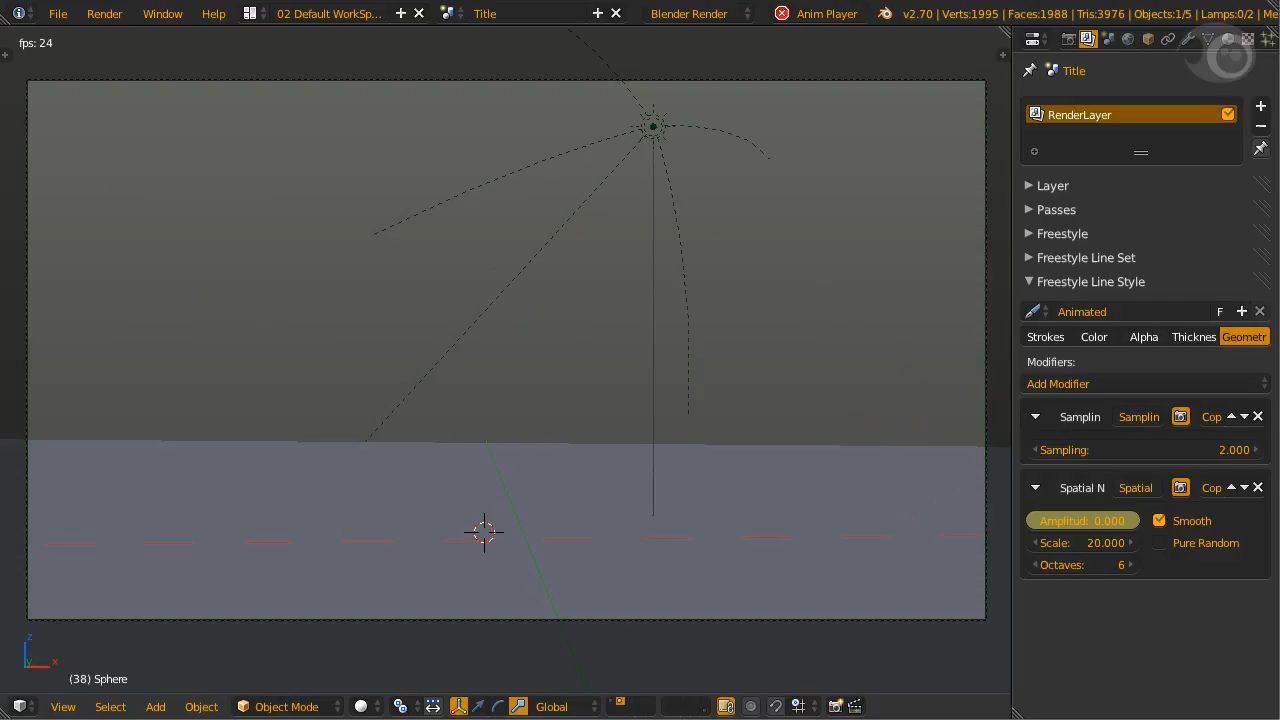 File Render Window Help 02 Default WorkSp... Title Blender Render Anim Player v2.70 | Verts:1995 | Faces:1988 | Tris:3976 | Objects:1/5 | Lamps:0/2 | Me
fps: 24
Title
RenderLayer
Layer
Passes
Freestyle
Freestyle Line Set
Freestyle Line Style
Animated F
Strokes Color Alpha Thicknes Geometr
Modifiers:
Add Modifier
Samplin Samplin Cop
Sampling: 2.000
Spatial N Spatial Cop
Amplitud: 0.000 Smooth
Scale: 20.000 Pure Random
Octaves: 6
z
y x
(38) Sphere
View Select Add Object Object Mode Global